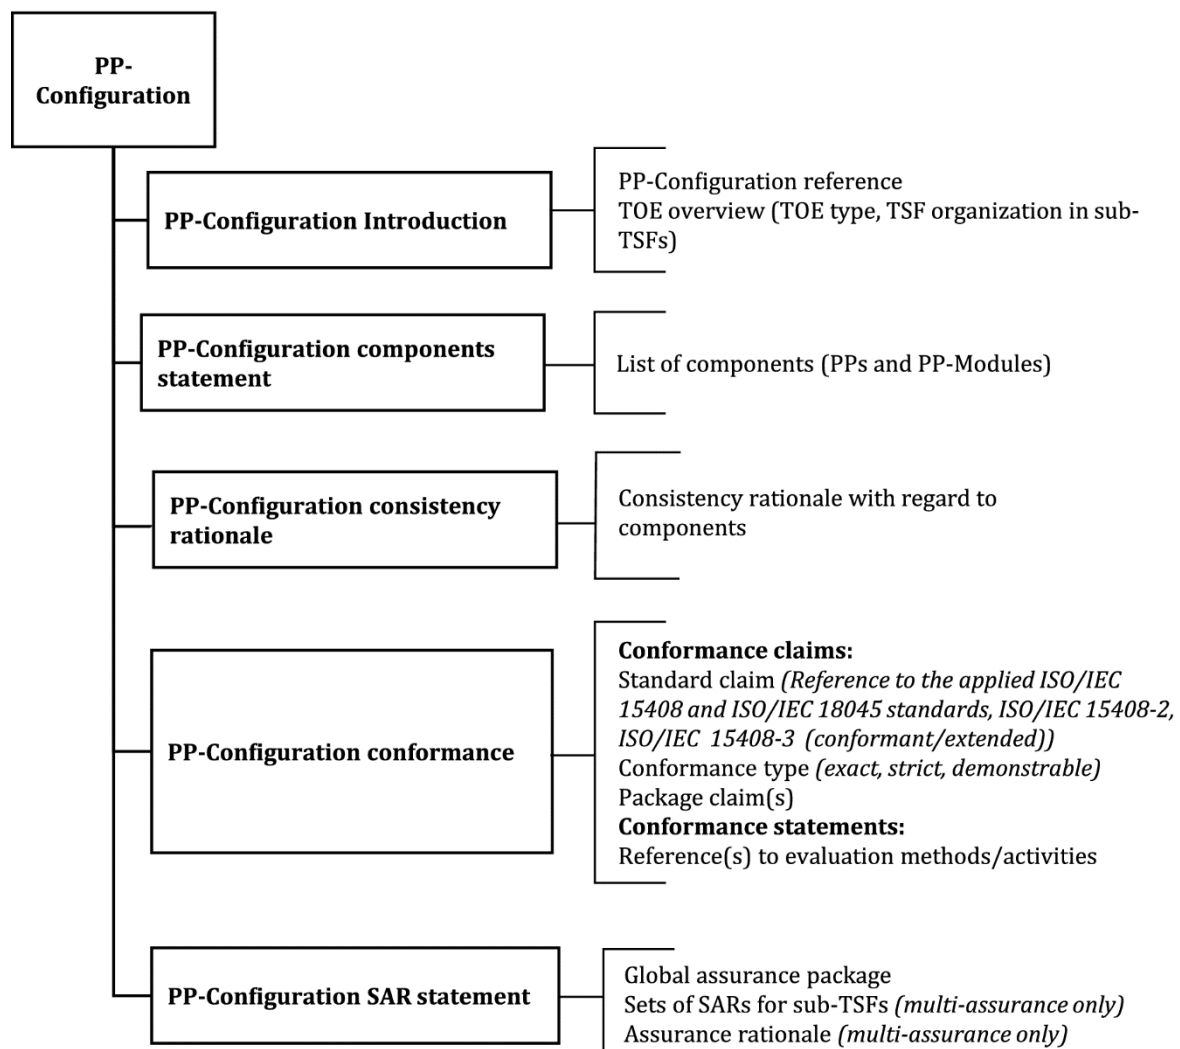 PP-
Configuration
PP-Configuration Introduction
PP-Configuration reference
TOE overview (TOE type, TSF organization in sub-
TSFs)
PP-Configuration components
statement
List of components (PPs and PP-Modules)
PP-Configuration consistency
rationale
Consistency rationale with regard to
components
PP-Configuration conformance
Conformance claims:
Standard claim (Reference to the applied ISO/IEC
15408 and ISO/IEC 18045 standards, ISO/IEC 15408-2,
ISO/IEC 15408-3 (conformant/extended))
Conformance type (exact, strict, demonstrable)
Package claim(s)
Conformance statements:
Reference(s) to evaluation methods/activities
PP-Configuration SAR statement
Global assurance package
Sets of SARs for sub-TSFs (multi-assurance only)
Assurance rationale (multi-assurance only)